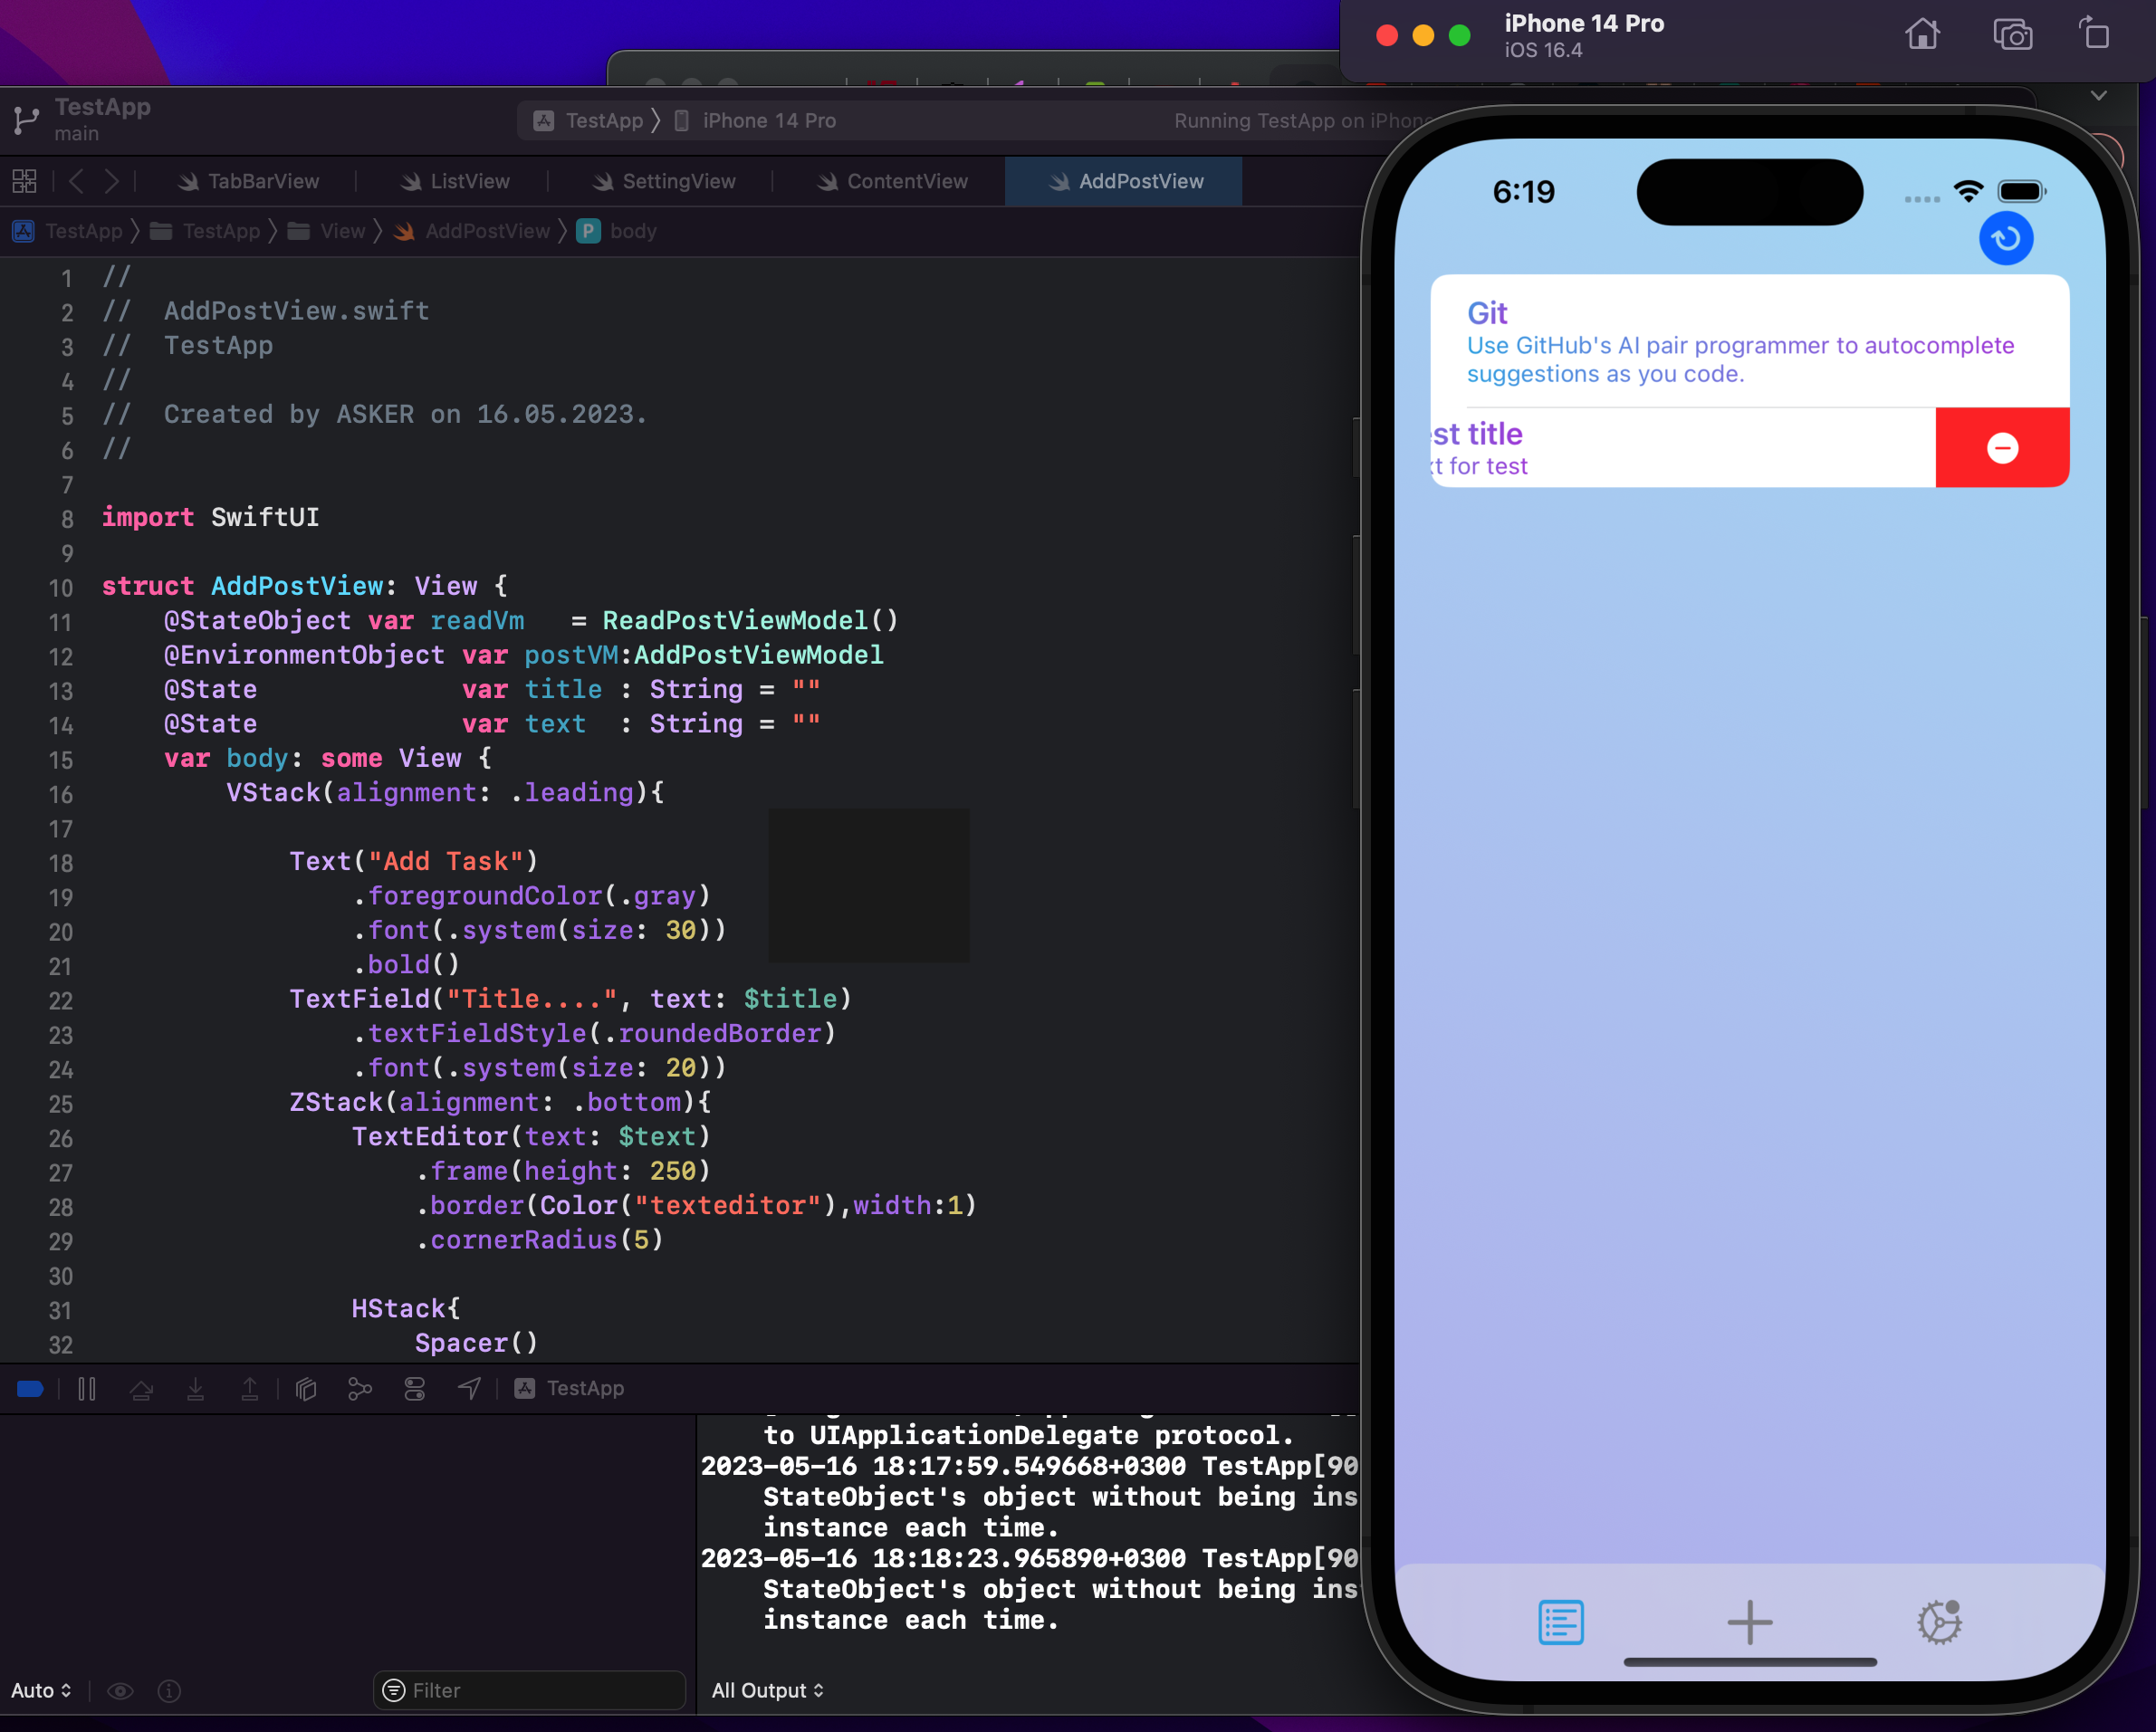 iPhone 14 Pro
iOS 16.4
TestApp
main
TestApp
iPhone 14 Pro
Running TestApp on iPhone
TabBarView
ListView
SettingView
ContentView
AddPostView
TestApp
TestApp
View
AddPostView
P
body
1 //
2 //  AddPostView.swift
3 //  TestApp
4 //
5 //  Created by ASKER on 16.05.2023.
6 //
7
8 import SwiftUI
9
10 struct AddPostView: View {
11     @StateObject var readVm   = ReadPostViewModel()
12     @EnvironmentObject var postVM:AddPostViewModel
13     @State             var title : String = ""
14     @State             var text  : String = ""
15     var body: some View {
16         VStack(alignment: .leading){
17
18             Text("Add Task")
19                 .foregroundColor(.gray)
20                 .font(.system(size: 30))
21                 .bold()
22             TextField("Title....", text: $title)
23                 .textFieldStyle(.roundedBorder)
24                 .font(.system(size: 20))
25             ZStack(alignment: .bottom){
26                 TextEditor(text: $text)
27                     .frame(height: 250)
28                     .border(Color("texteditor"),width:1)
29                     .cornerRadius(5)
30
31                 HStack{
32                     Spacer()
TestApp
to UIApplicationDelegate protocol.
2023-05-16 18:17:59.549668+0300 TestApp[90
StateObject's object without being ins
instance each time.
2023-05-16 18:18:23.965890+0300 TestApp[90
StateObject's object without being ins
instance each time.
Auto
Filter
All Output
6:19
Git
Use GitHub's AI pair programmer to autocomplete
suggestions as you code.
est title
xt for test